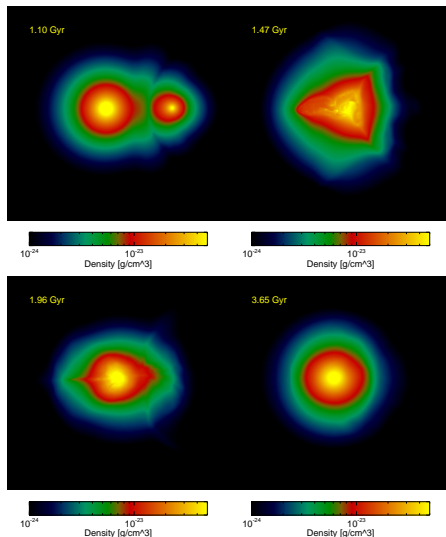 1.10 Gyr
1.47 Gyr
10^-24 10^-23
Density [g/cm^3]
10^-24 10^-23
Density [g/cm^3]
1.96 Gyr
3.65 Gyr
10^-24 10^-23
Density [g/cm^3]
10^-24 10^-23
Density [g/cm^3]